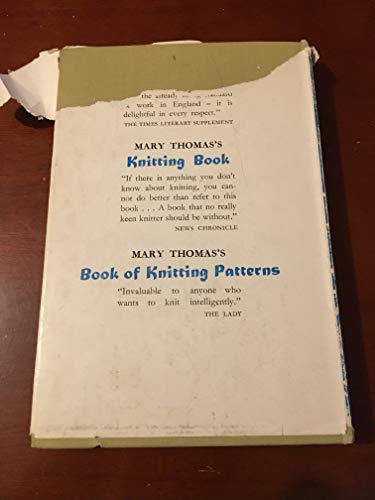 the already
work in England – it is
delightful in every respect."
THE TIMES LITERARY SUPPLEMENT
MARY THOMAS'S
Knitting Book
"If there is anything you don't
know about knitting, you can-
not do better than refer to this
book . . . A book that no really
keen knitter should be without."
NEWS CHRONICLE
MARY THOMAS'S
Book of Knitting Patterns
"Invaluable to anyone who
wants to knit intelligently."
THE LADY